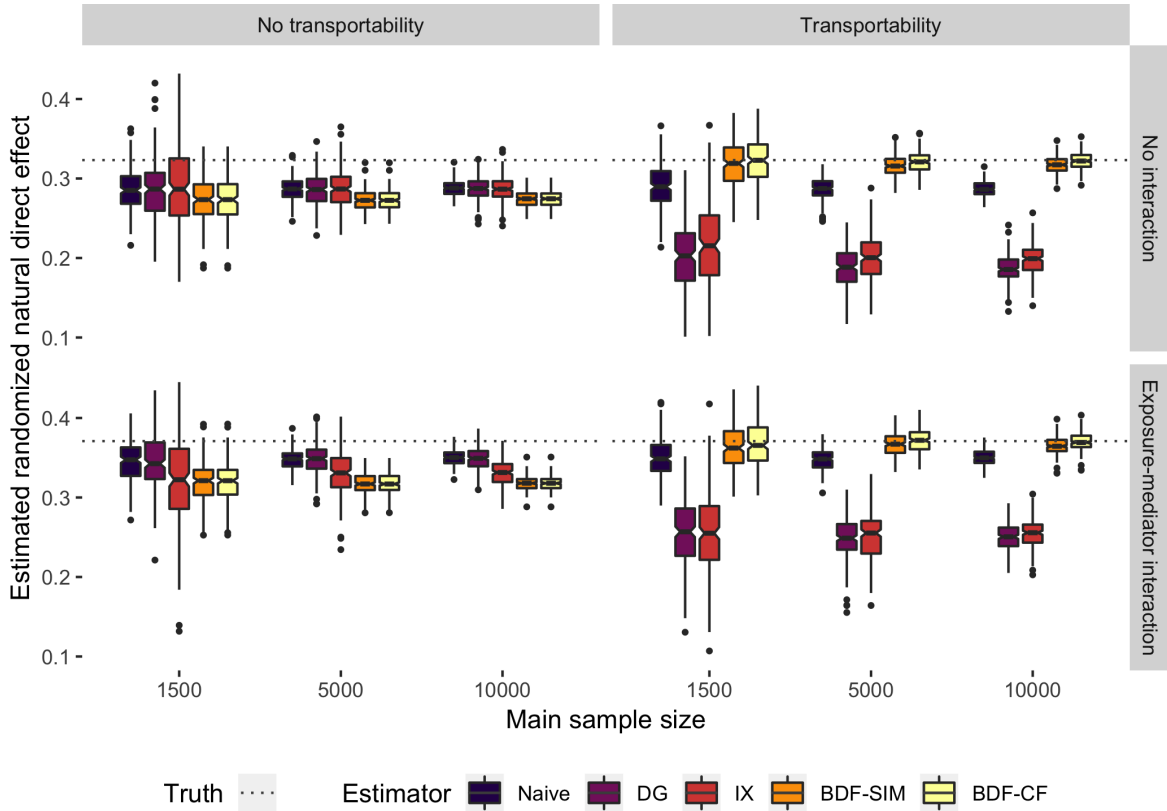 No transportability
Transportability
Estimated randomized natural direct effect
0.4
0.3
0.2
0.1
No interaction
0.4
0.3
0.2
0.1
Exposure-mediator interaction
1500
5000
10000
1500
5000
10000
Main sample size
Truth
Estimator
Naive
DG
IX
BDF-SIM
BDF-CF